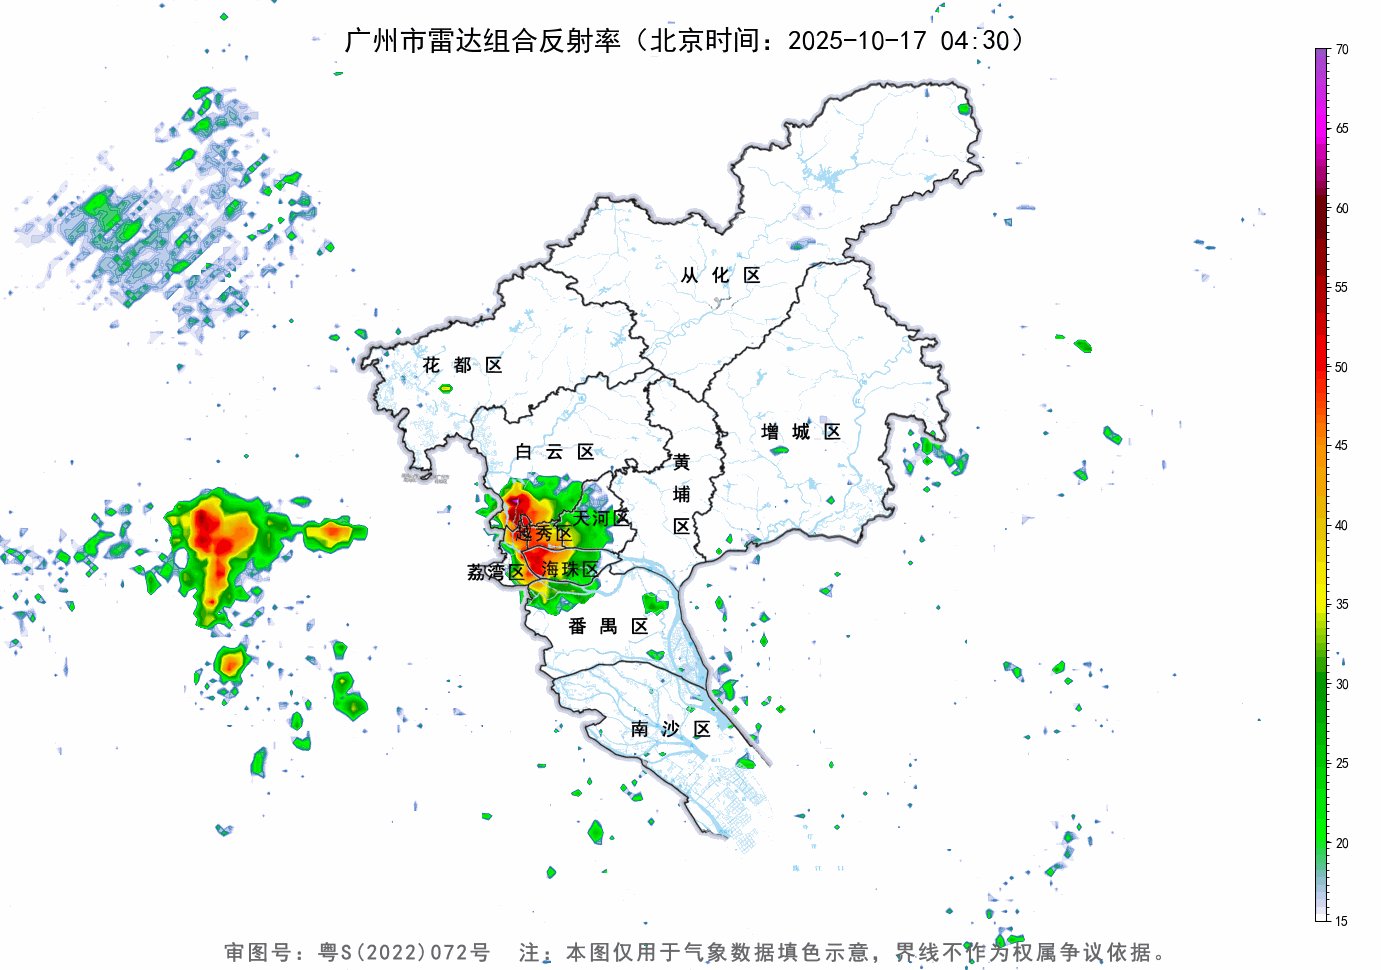 广州市雷达组合反射率（北京时间：2025-10-17 04:30）
70
65
60
55
50
45
40
35
30
25
20
15
从化区
花都区
增城区
白云区
黄埔区
天河区
越秀区
荔湾区
海珠区
番禺区
南沙区
审图号：粤S(2022)072号 注：本图仅用于气象数据填色示意，界线不作为权属争议依据。